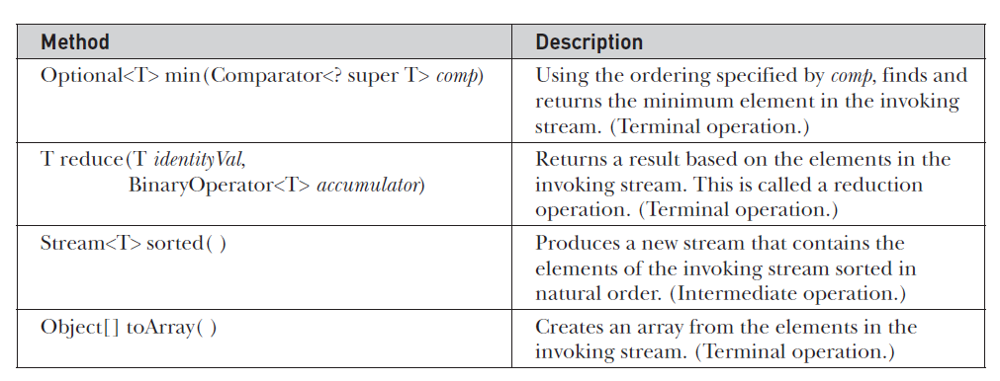 Method Description
Optional<T> min(Comparator<? super T> comp) Using the ordering specified by comp, finds and
returns the minimum element in the invoking
stream. (Terminal operation.)
T reduce(T identityVal, Returns a result based on the elements in the
BinaryOperator<T> accumulator) invoking stream. This is called a reduction
operation. (Terminal operation.)
Stream<T> sorted( ) Produces a new stream that contains the
elements of the invoking stream sorted in
natural order. (Intermediate operation.)
Object[ ] toArray( ) Creates an array from the elements in the
invoking stream. (Terminal operation.)